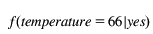 f(temperature = 66|yes)